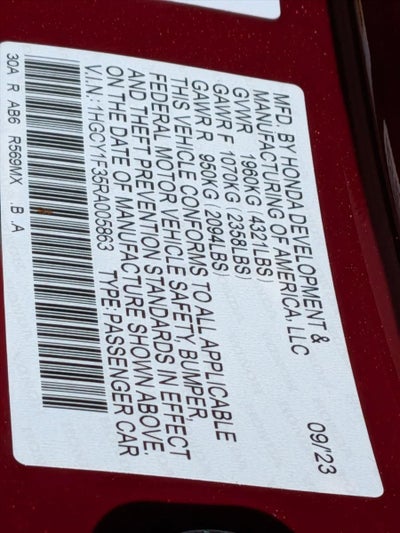 MFD. BY HONDA DEVELOPMENT &
MANUFACTURING OF AMERICA, LLC 09/'23
GVWR 1960KG (4321LBS)
GAWR F 1070KG (2358LBS)
GAWR R 960KG (2094LBS)
THIS VEHICLE CONFORMS TO ALL APPLICABLE
FEDERAL MOTOR VEHICLE SAFETY, BUMPER,
AND THEFT PREVENTION STANDARDS IN EFFECT
ON THE DATE OF MANUFACTURE SHOWN ABOVE.
V.I.N.: 1HGCY1F35RA006863 TYPE: PASSENGER CAR
30A R AB6 R569MX .B .A